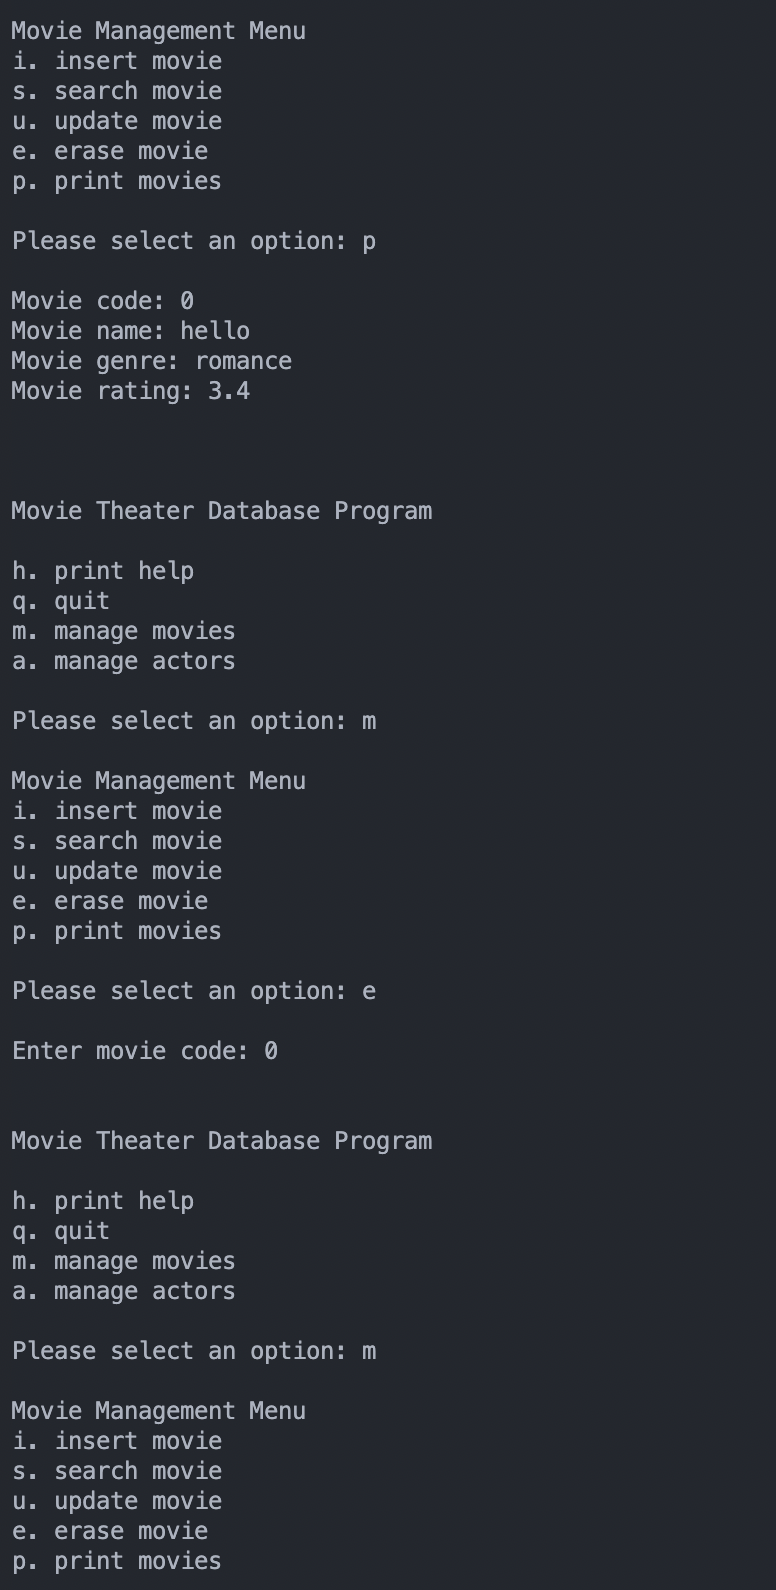 Movie Management Menu
i. insert movie
s. search movie
u. update movie
e. erase movie
p. print movies
Please select an option: p
Movie code: 0
Movie name: hello
Movie genre: romance
Movie rating: 3.4
Movie Theater Database Program
h. print help
q. quit
m. manage movies
a. manage actors
Please select an option: m
Movie Management Menu
i. insert movie
s. search movie
u. update movie
e. erase movie
p. print movies
Please select an option: e
Enter movie code: 0
Movie Theater Database Program
h. print help
q. quit
m. manage movies
a. manage actors
Please select an option: m
Movie Management Menu
i. insert movie
s. search movie
u. update movie
e. erase movie
p. print movies